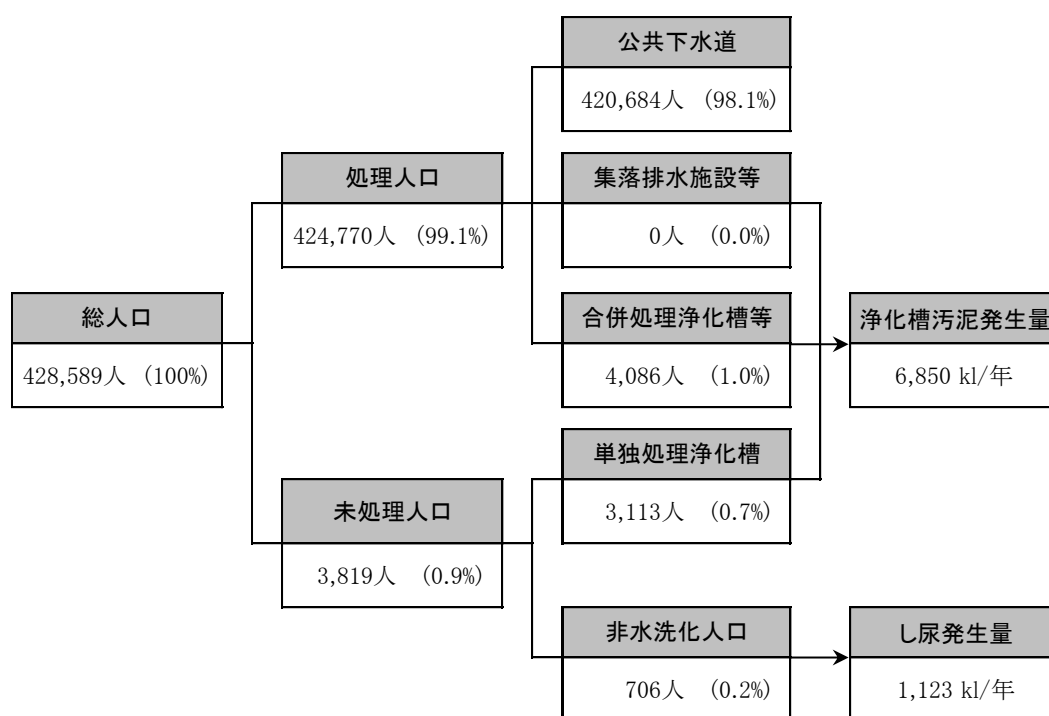 公共下水道
420,684人 (98.1%)
処理人口
424,770人 (99.1%)
集落排水施設等
0人 (0.0%)
総人口
428,589人 (100%)
合併処理浄化槽等
4,086人 (1.0%)
浄化槽汚泥発生量
6,850 kl/年
単独処理浄化槽
3,113人 (0.7%)
未処理人口
3,819人 (0.9%)
非水洗化人口
706人 (0.2%)
し尿発生量
1,123 kl/年